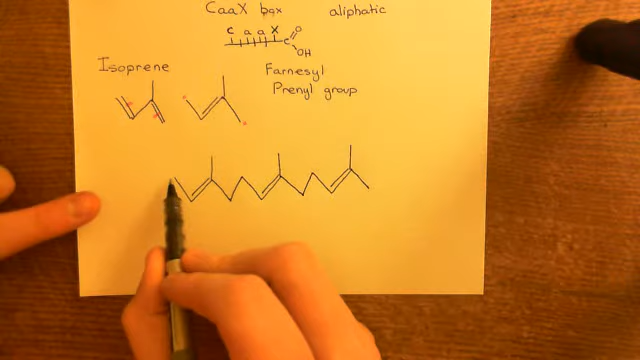 CaaX box aliphatic
C a a X C O
OH
Isoprene Farnesyl
Prenyl group